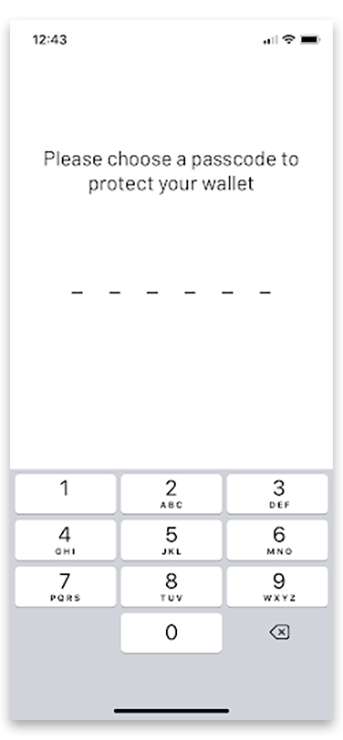 12:43
Please choose a passcode to
protect your wallet
_ _ _ _ _ _
1 2 3
ABC DEF
4 5 6
GHI JKL MNO
7 8 9
PQRS TUV WXYZ
0